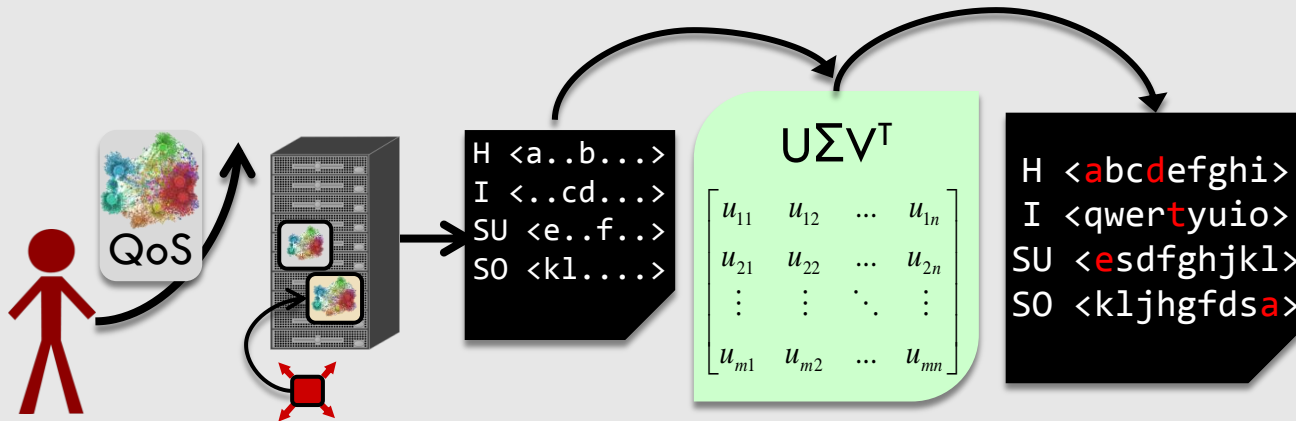 QoS
H <a..b...>
I <..cd...>
SU <e..f..>
SO <kl....>
UΣVᵀ
u₁₁ u₁₂ ... u₁ₙ
u₂₁ u₂₂ ... u₂ₙ
⋮ ⋮ ⋱ ⋮
uₘ₁ uₘ₂ ... uₘₙ
H <abcdefghi>
I <qwertyuio>
SU <esdfghjkl>
SO <kljhgfdsa>